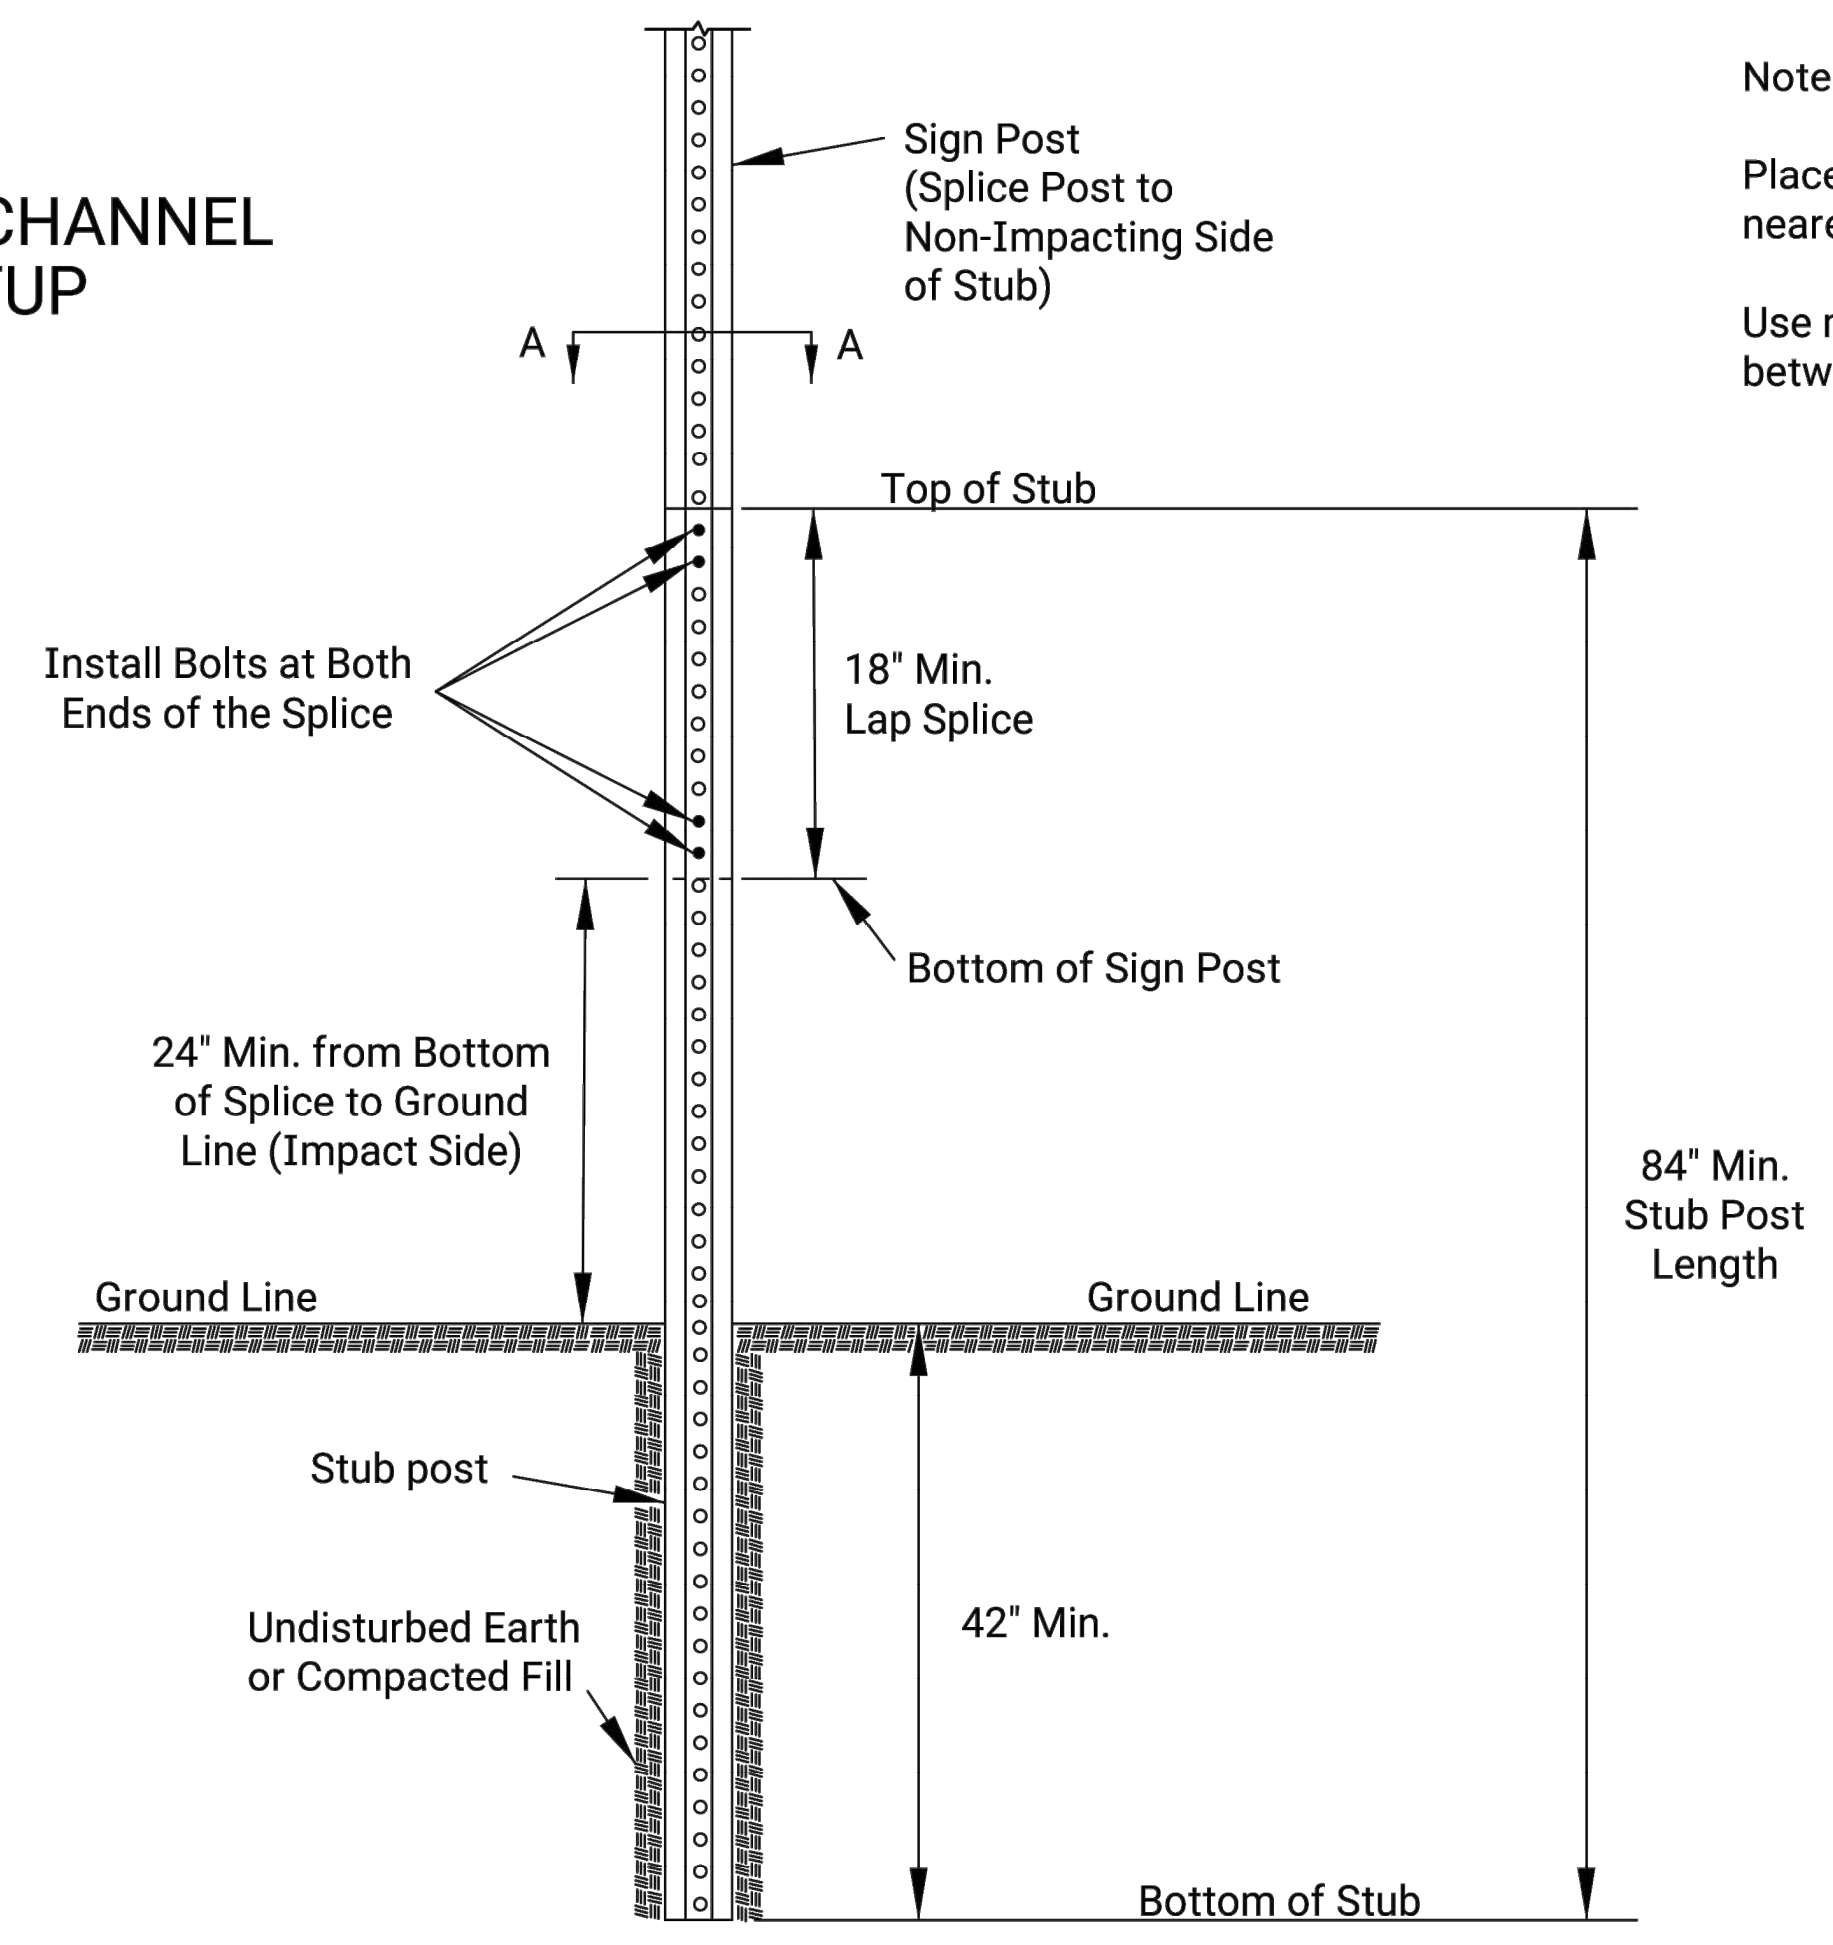 CHANNEL
UP
Note
Place
Use
Sign Post
(Splice Post to
Non-Impacting Side
of Stub)
A A
Top of Stub
Install Bolts at Both
Ends of the Splice
18" Min.
Lap Splice
Bottom of Sign Post
24" Min. from Bottom
of Splice to Ground
Line (Impact Side)
84" Min.
Stub Post
Length
Ground Line
Ground Line
Stub post
42" Min.
Undisturbed Earth
or Compacted Fill
Bottom of Stub